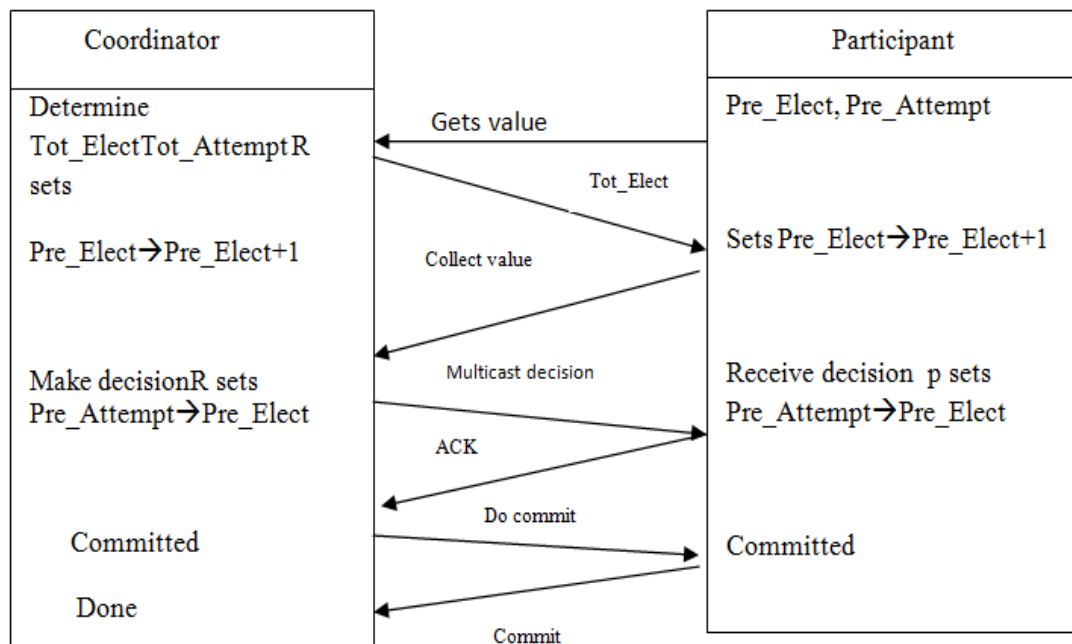 Coordinator
Participant
Determine
Tot_ElectTot_AttemptR
sets
Pre_Elect, Pre_Attempt
Gets value
Tot_Elect
Pre_Elect→Pre_Elect+1
Sets Pre_Elect→Pre_Elect+1
Collect value
Make decisionR sets
Pre_Attempt→Pre_Elect
Multicast decision
Receive decision p sets
Pre_Attempt→Pre_Elect
ACK
Do commit
Committed
Committed
Done
Commit